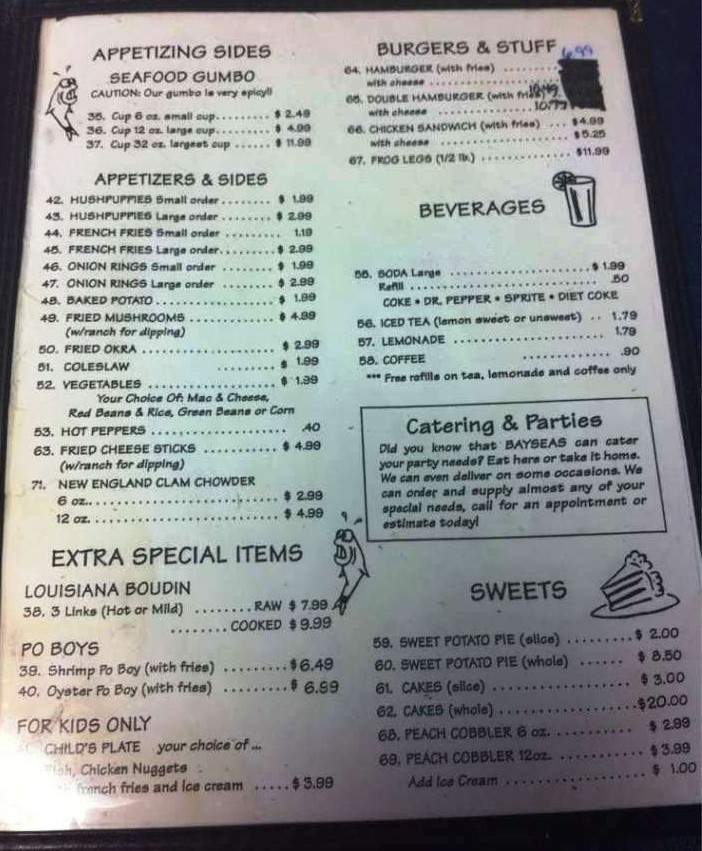 APPETIZING SIDES
SEAFOOD GUMBO
CAUTION: Our gumbo is very spicy!!
35. Cup 6 oz. small cup......... $ 2.49
36. Cup 12 oz. large cup........ $ 4.99
37. Cup 32 oz. largest cup ...... $ 11.99
APPETIZERS & SIDES
42. HUSHPUPPIES Small order ........ $ 1.99
43. HUSHPUPPIES Large order ........ $ 2.99
44. FRENCH FRIES Small order ......... 1.19
45. FRENCH FRIES Large order......... $ 2.99
46. ONION RINGS Small order ........ $ 1.99
47. ONION RINGS Large order ........ $ 2.99
48. BAKED POTATO................... $ 1.99
49. FRIED MUSHROOMS ............... $ 4.99
(w/ranch for dipping)
50. FRIED OKRA ..................... $ 2.99
51. COLESLAW ......... $ 1.99
52. VEGETABLES .................... $ 1.99
Your Choice Of: Mac & Cheese,
Red Beans & Rice, Green Beans or Corn
53. HOT PEPPERS ..................... .40
63. FRIED CHEESE STICKS ........... $ 4.99
(w/ranch for dipping)
71. NEW ENGLAND CLAM CHOWDER
6 oz............................... $ 2.99
12 oz............................... $ 4.99
EXTRA SPECIAL ITEMS
LOUISIANA BOUDIN
38. 3 Links (Hot or Mild) ........ RAW $ 7.99
........ COOKED $ 9.99
PO BOYS
39. Shrimp Po Boy (with fries) ......... $ 6.49
40. Oyster Po Boy (with fries) ......... $ 6.99
FOR KIDS ONLY
CHILD'S PLATE your choice of ...
Fish, Chicken Nuggets
french fries and ice cream ..... $ 3.99
BURGERS & STUFF
6.99
64. HAMBURGER (with fries) ........
with cheese ....................
65. DOUBLE HAMBURGER (with fries) 10.49
with cheese ............... 10.79
66. CHICKEN SANDWICH (with fries) ... $4.99
with cheese .................... $5.25
67. FROG LEGS (1/2 lb.) ............. $11.99
BEVERAGES
55. SODA Large ..................... $ 1.99
Refill ............................... .50
COKE • DR. PEPPER • SPRITE • DIET COKE
56. ICED TEA (lemon sweet or unsweet) .. 1.79
57. LEMONADE ....................... 1.79
58. COFFEE ............. .90
*** Free refills on tea, lemonade and coffee only
Catering & Parties
Did you know that BAYSEAS can cater
your party needs? Eat here or take it home.
We can even deliver on some occasions. We
can order and supply almost any of your
special needs, call for an appointment or
estimate today!
SWEETS
59. SWEET POTATO PIE (slice) ......... $ 2.00
60. SWEET POTATO PIE (whole) ...... $ 8.50
61. CAKES (slice) ..................... $ 3.00
62. CAKES (whole)..................... $20.00
68. PEACH COBBLER 6 oz. ........... $ 2.99
69. PEACH COBBLER 12oz. ............ $ 3.99
Add Ice Cream ..................... $ 1.00